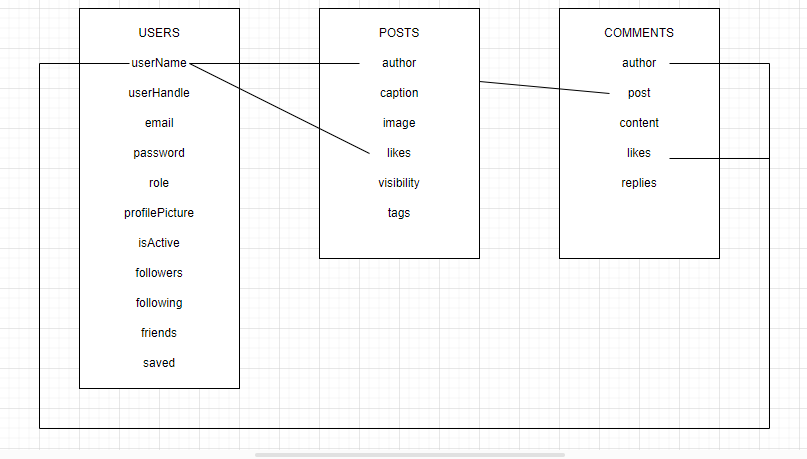 USERS
userName
userHandle
email
password
role
profilePicture
isActive
followers
following
friends
saved
POSTS
author
caption
image
likes
visibility
tags
COMMENTS
author
post
content
likes
replies